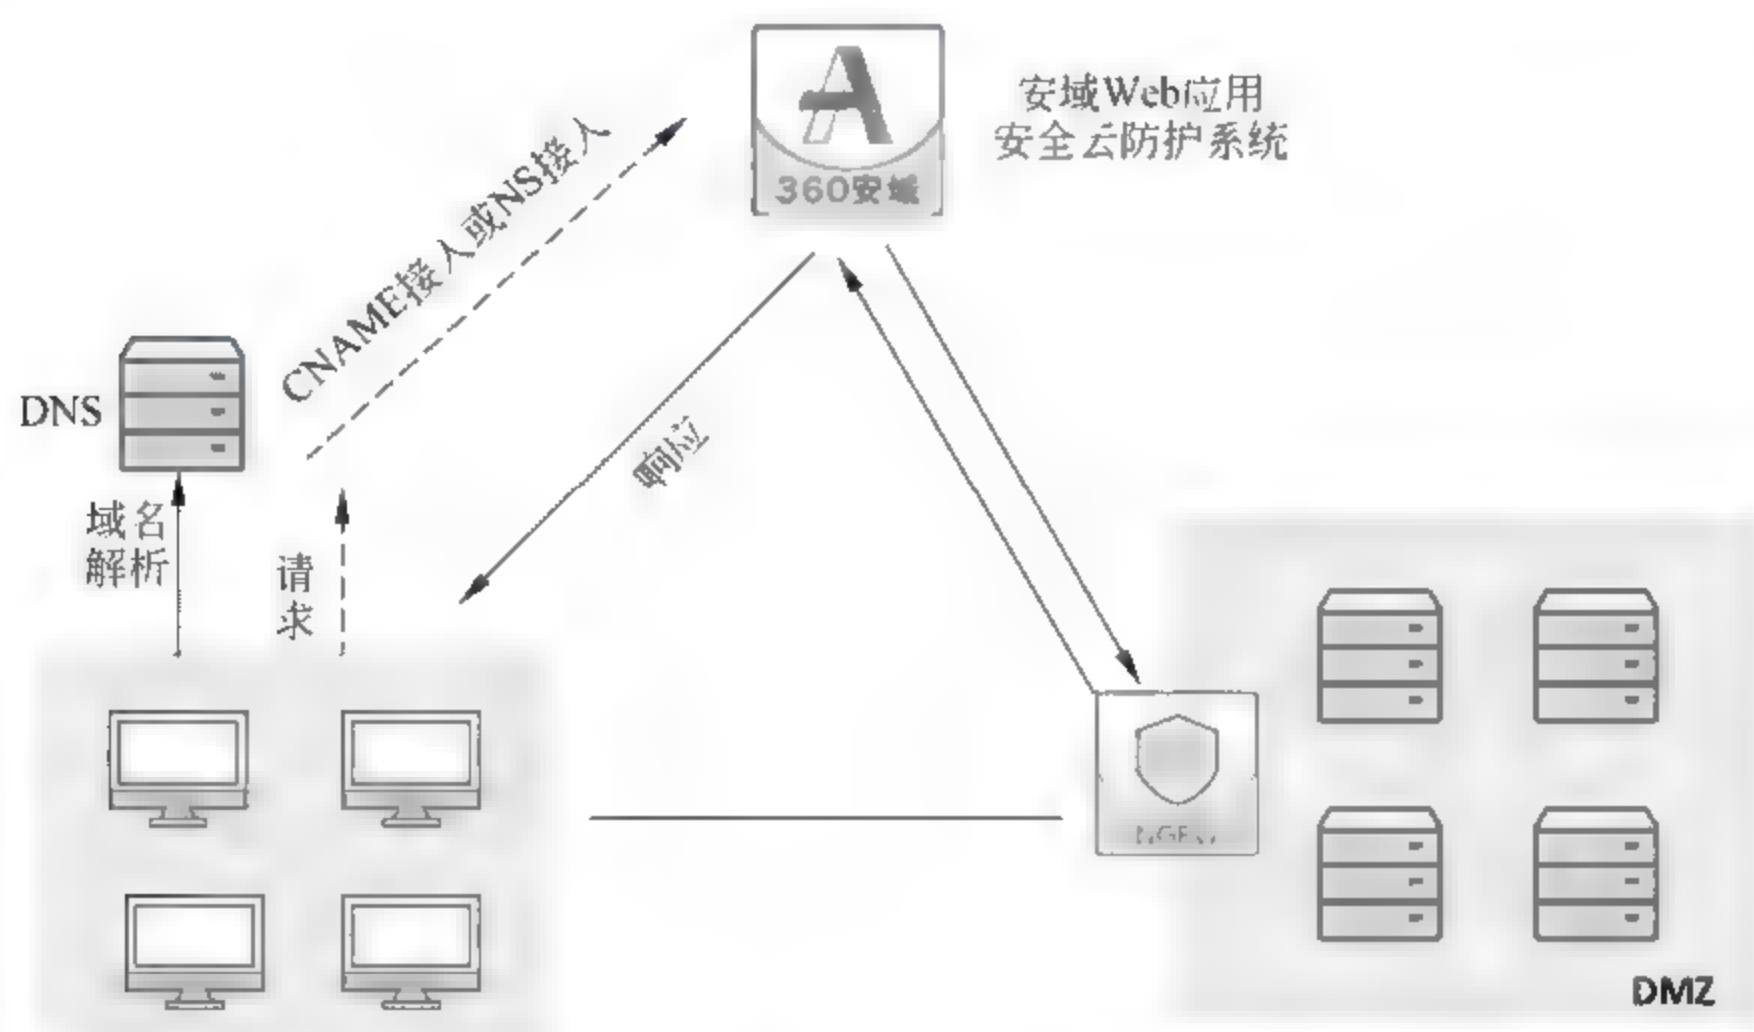 安域Web应用
安全云防护系统
360安域
CNAME接入或NS接入
DNS
响应
域名
解析
请
求
DMZ